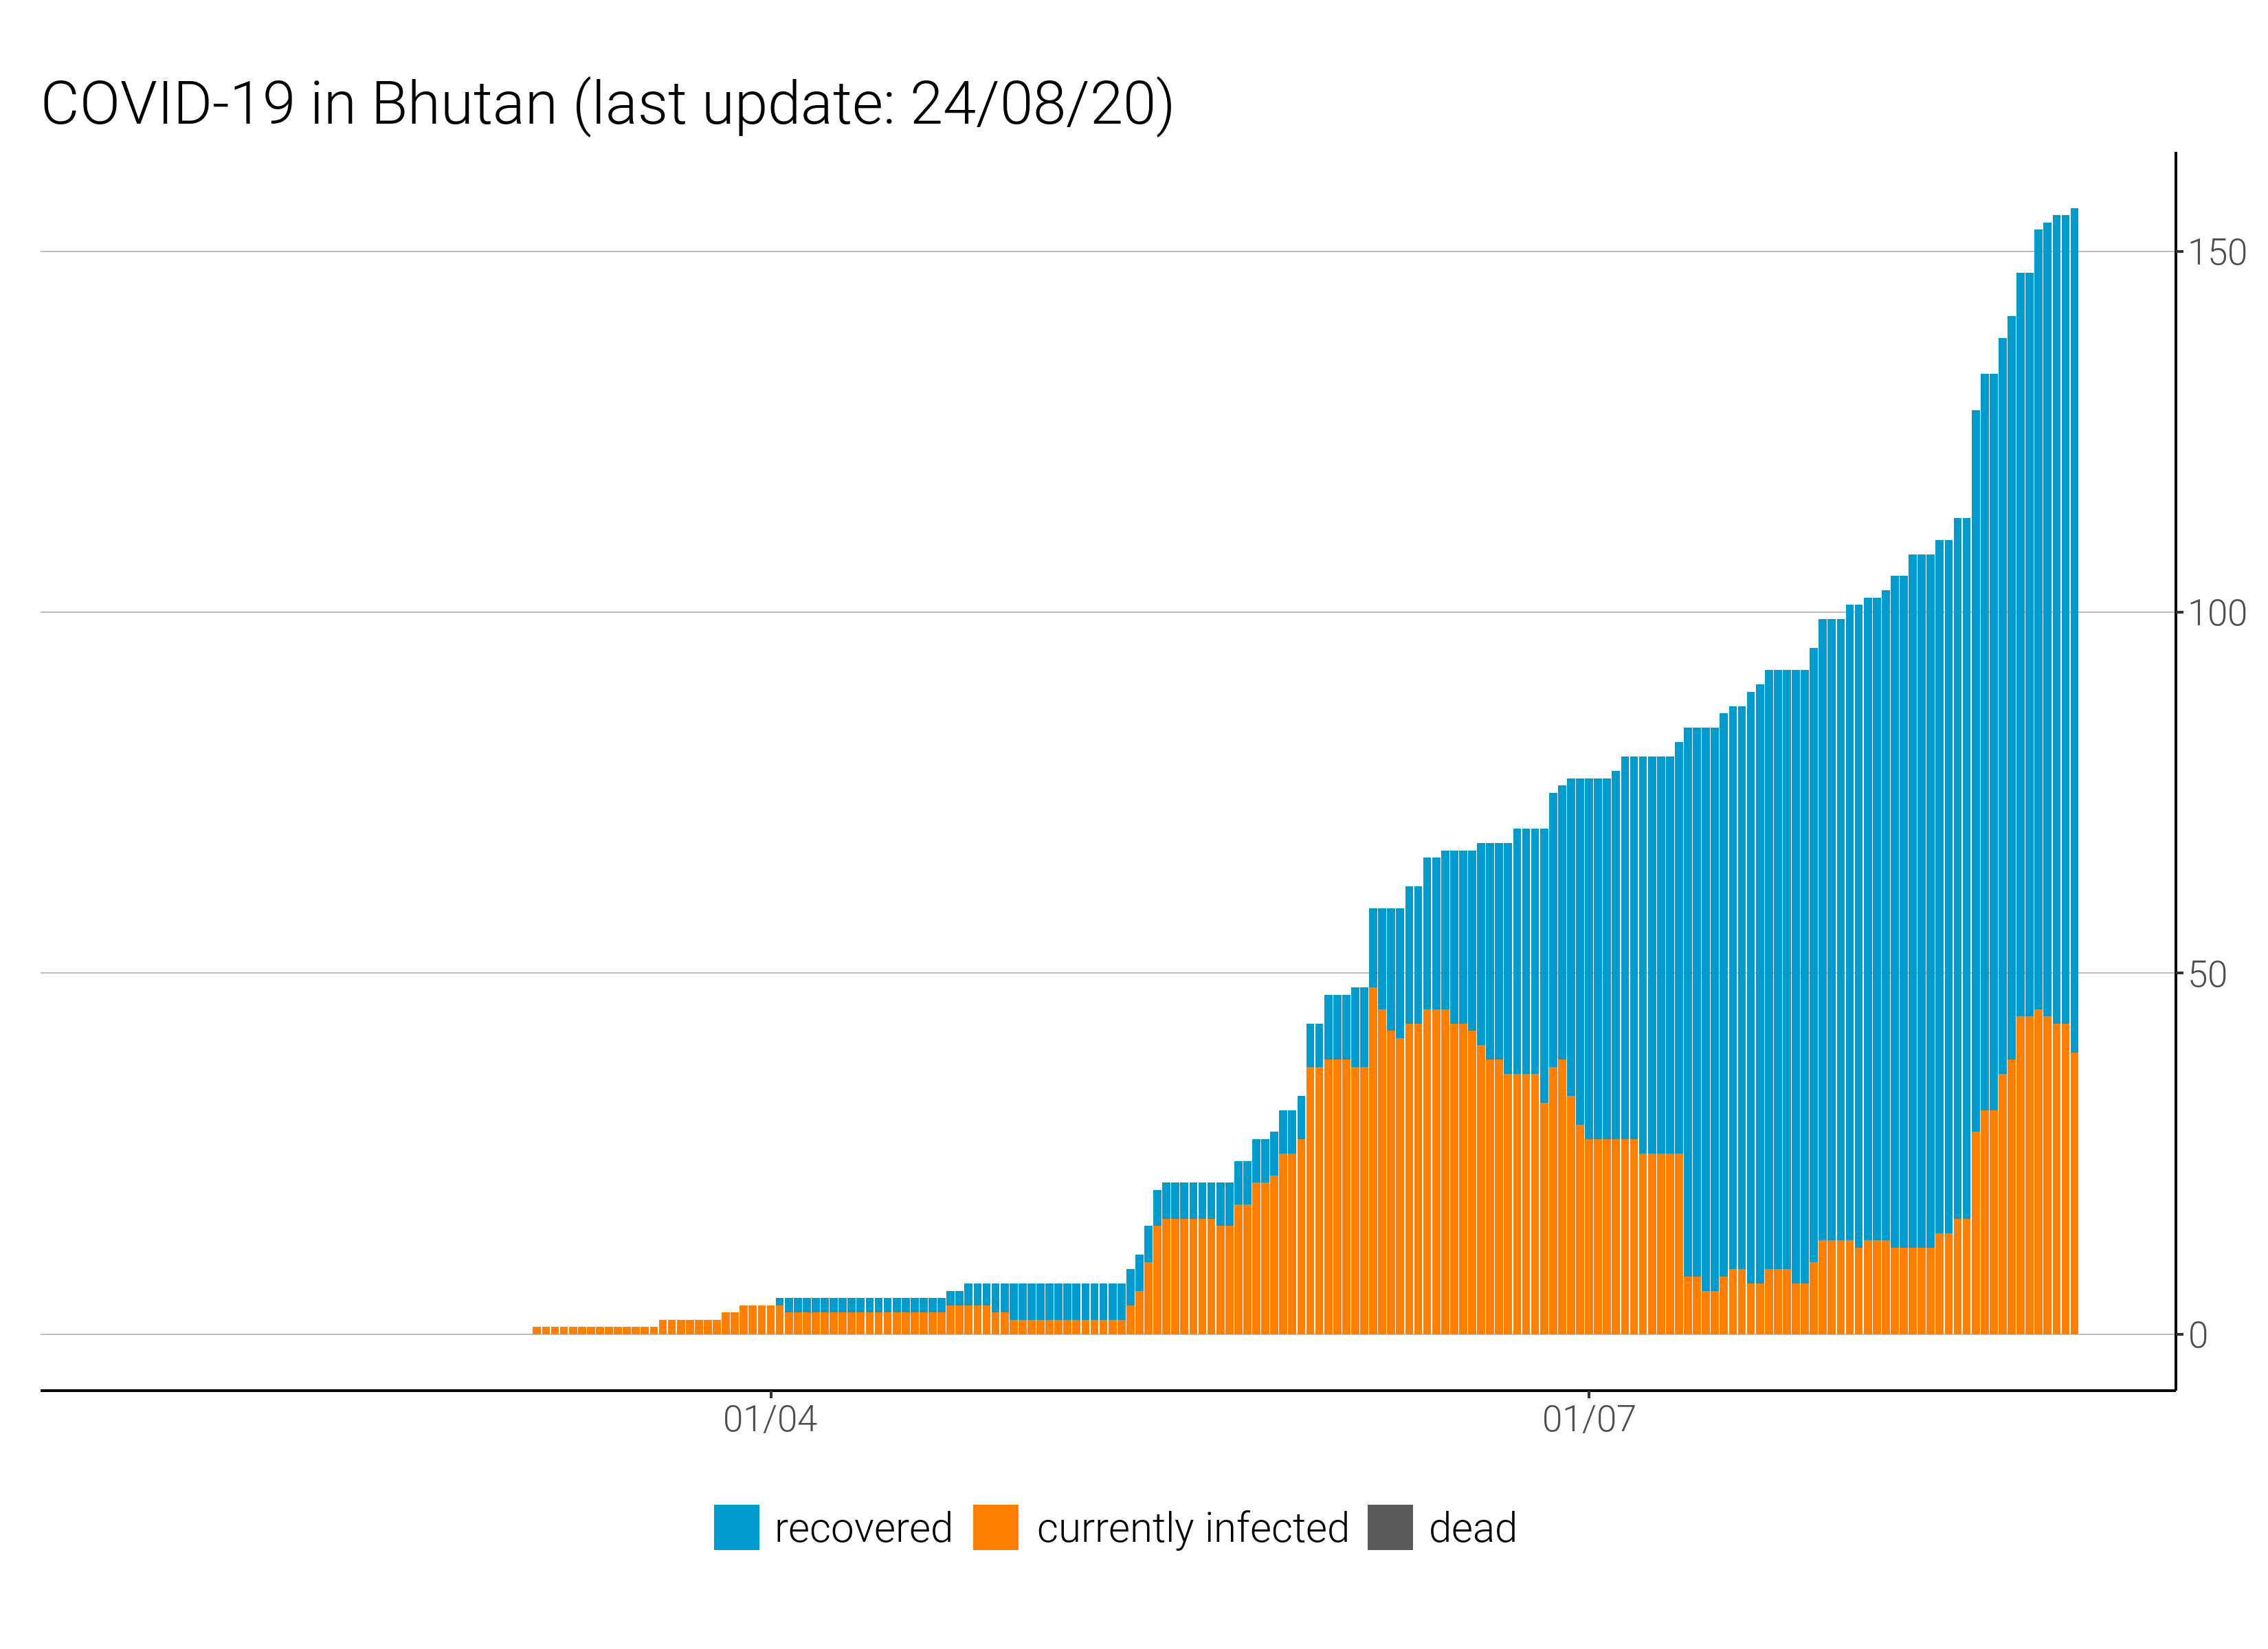 COVID-19 in Bhutan (last update: 24/08/20)
150
100
50
0
01/04 01/07
recovered currently infected dead